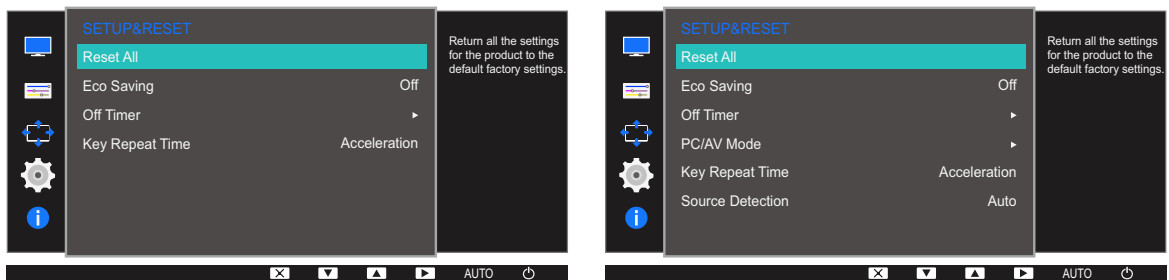 SETUP&RESET
Reset All
Eco Saving Off
Off Timer
Key Repeat Time Acceleration
Return all the settings
for the product to the
default factory settings.
AUTO
SETUP&RESET
Reset All
Eco Saving Off
Off Timer
PC/AV Mode
Key Repeat Time Acceleration
Source Detection Auto
Return all the settings
for the product to the
default factory settings.
AUTO